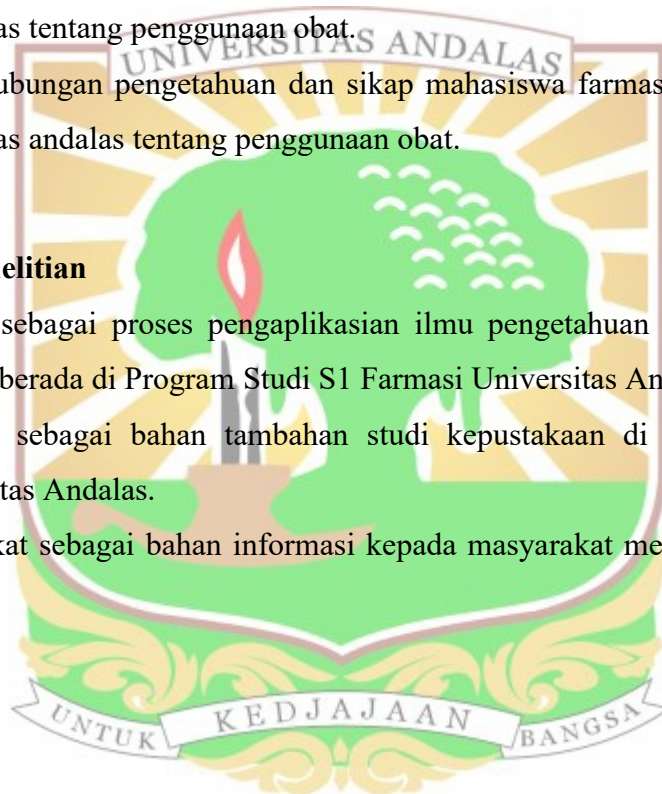 as tentang penggunaan obat.
UNIVERSITAS ANDALAS
ubungan pengetahuan dan sikap mahasiswa farmas
as andalas tentang penggunaan obat.
elitian
sebagai proses pengaplikasian ilmu pengetahuan
berada di Program Studi S1 Farmasi Universitas An
sebagai bahan tambahan studi kepustakaan di
tas Andalas.
kat sebagai bahan informasi kepada masyarakat me
UNTUK KEDJAJAAN BANGSA